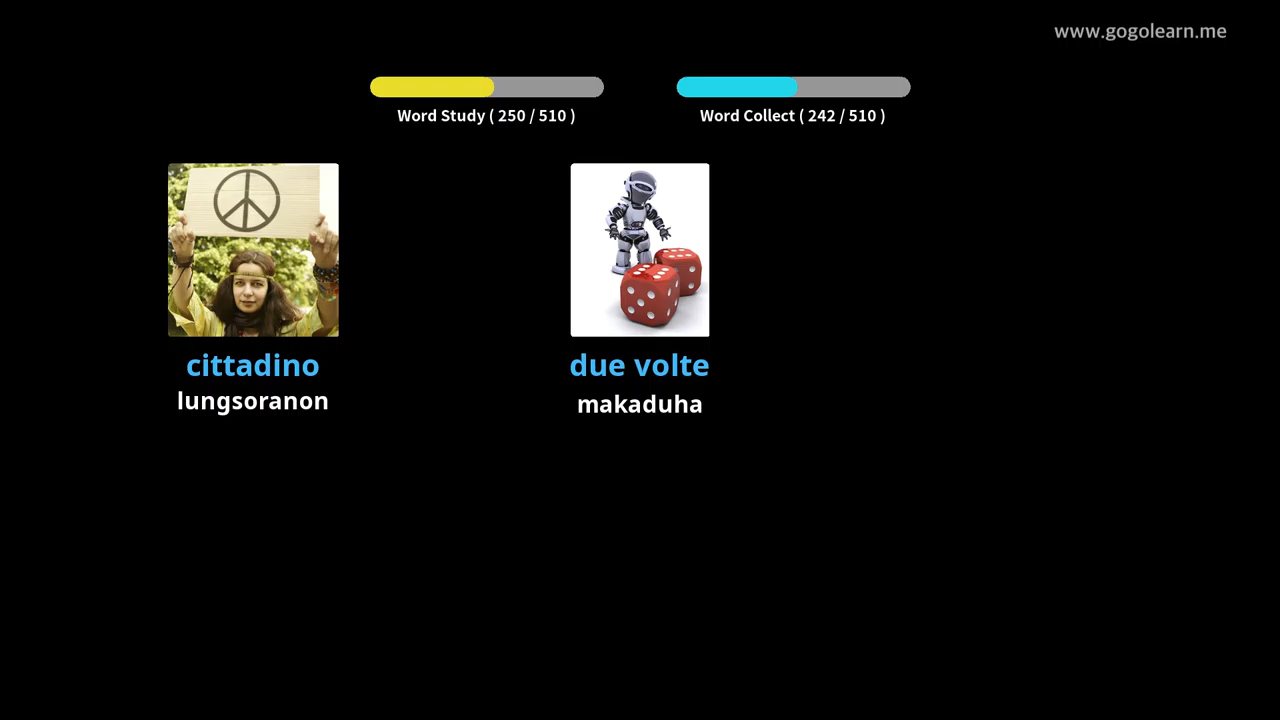 www.gogolearn.me
Word Study ( 250 / 510 )
Word Collect ( 242 / 510 )
cittadino
lungsoranon
due volte
makaduha